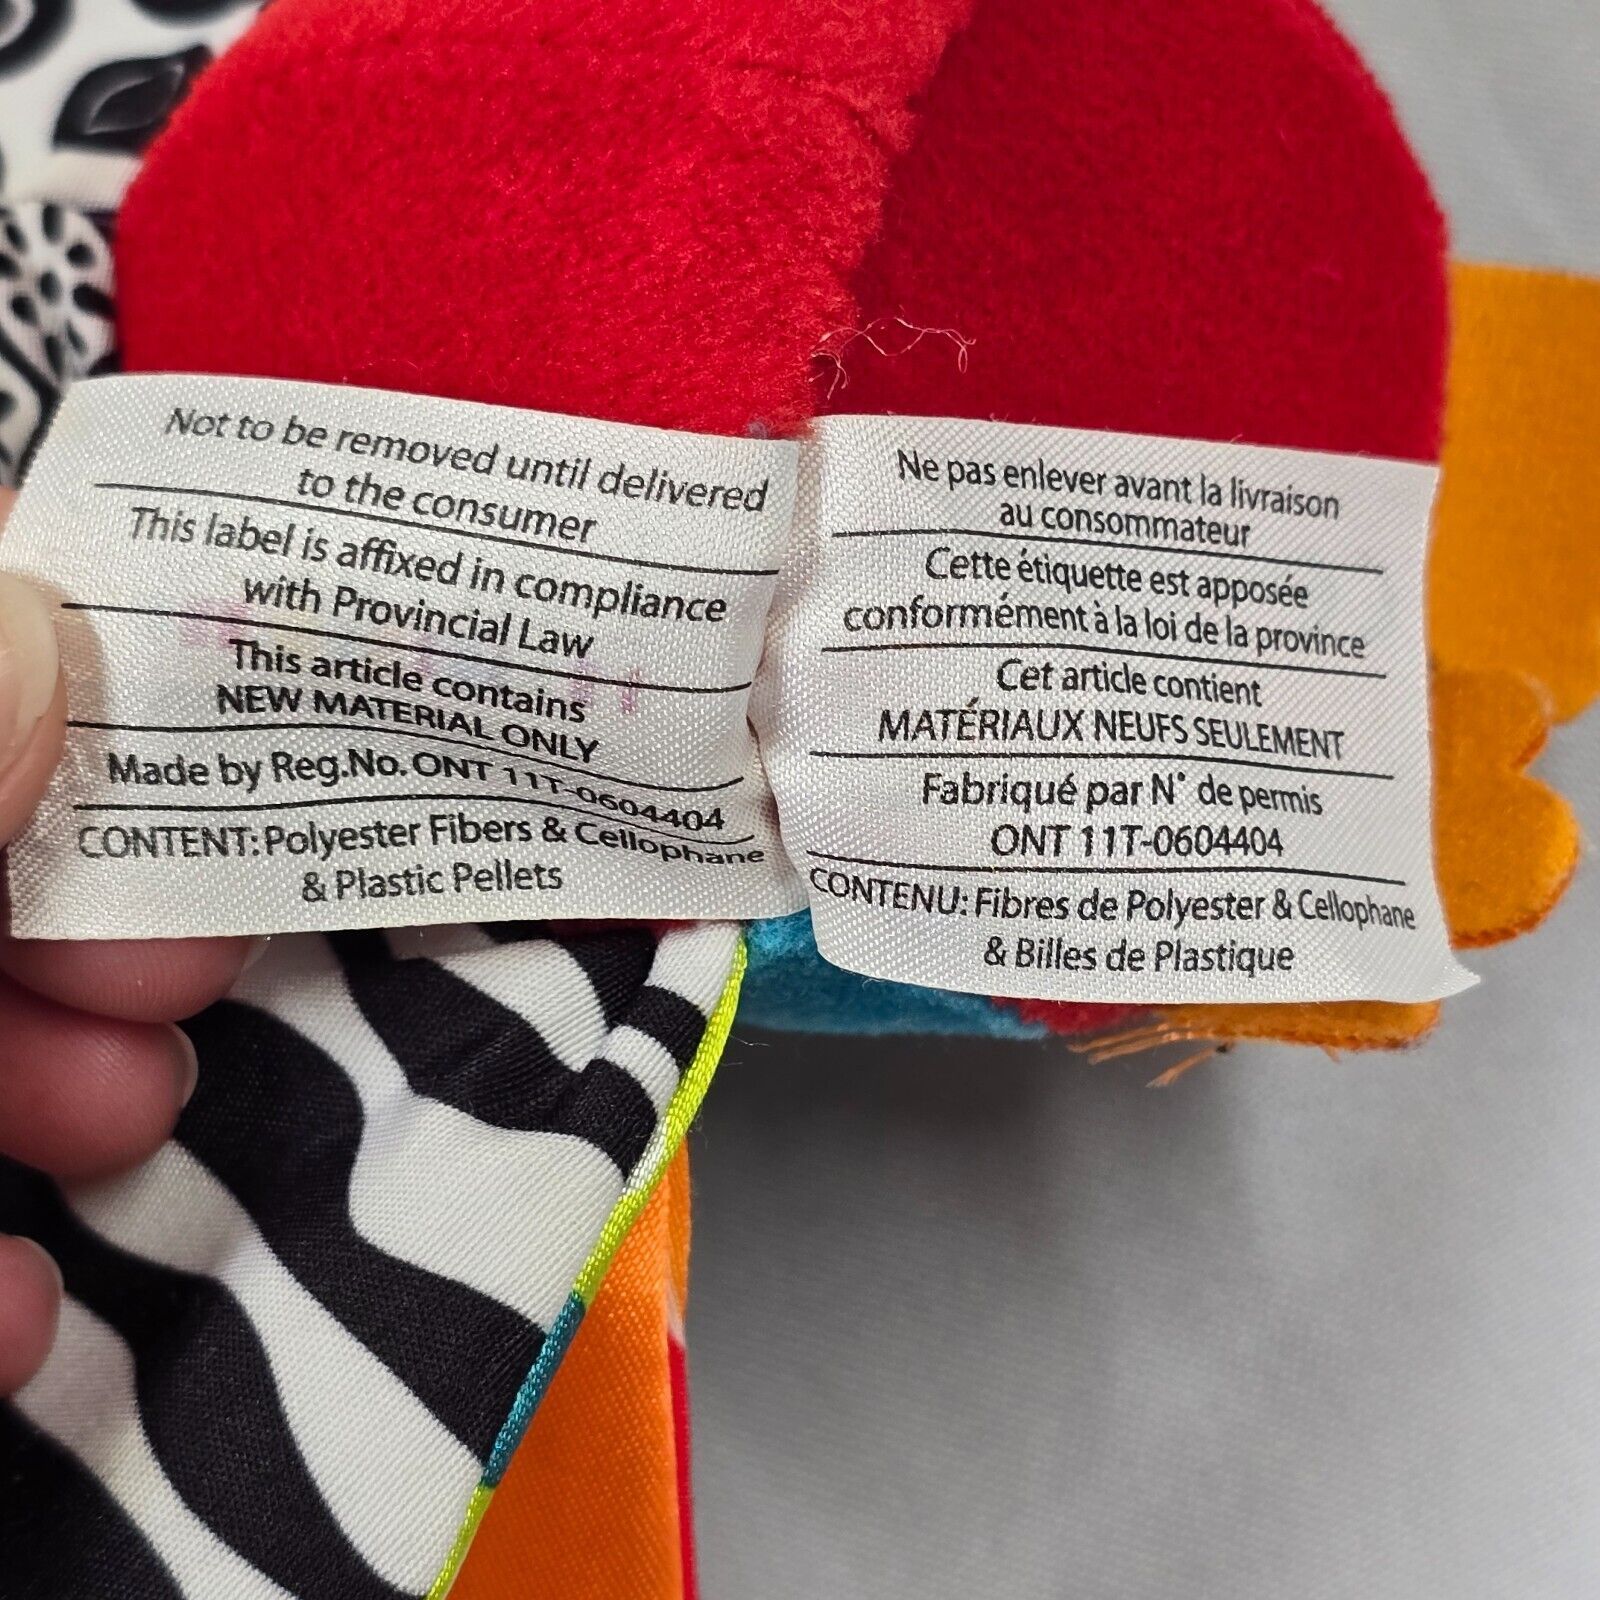 Not to be removed until delivered
to the consumer
This label is affixed in compliance
with Provincial Law
This article contains
NEW MATERIAL ONLY
Made by Reg.No. ONT 11T-0604404
CONTENT: Polyester Fibers & Cellophane
& Plastic Pellets
Ne pas enlever avant la livraison
au consommateur
Cette étiquette est apposée
conformément à la loi de la province
Cet article contient
MATÉRIAUX NEUFS SEULEMENT
Fabriqué par N° de permis
ONT 11T-0604404
CONTENU: Fibres de Polyester & Cellophane
& Billes de Plastique